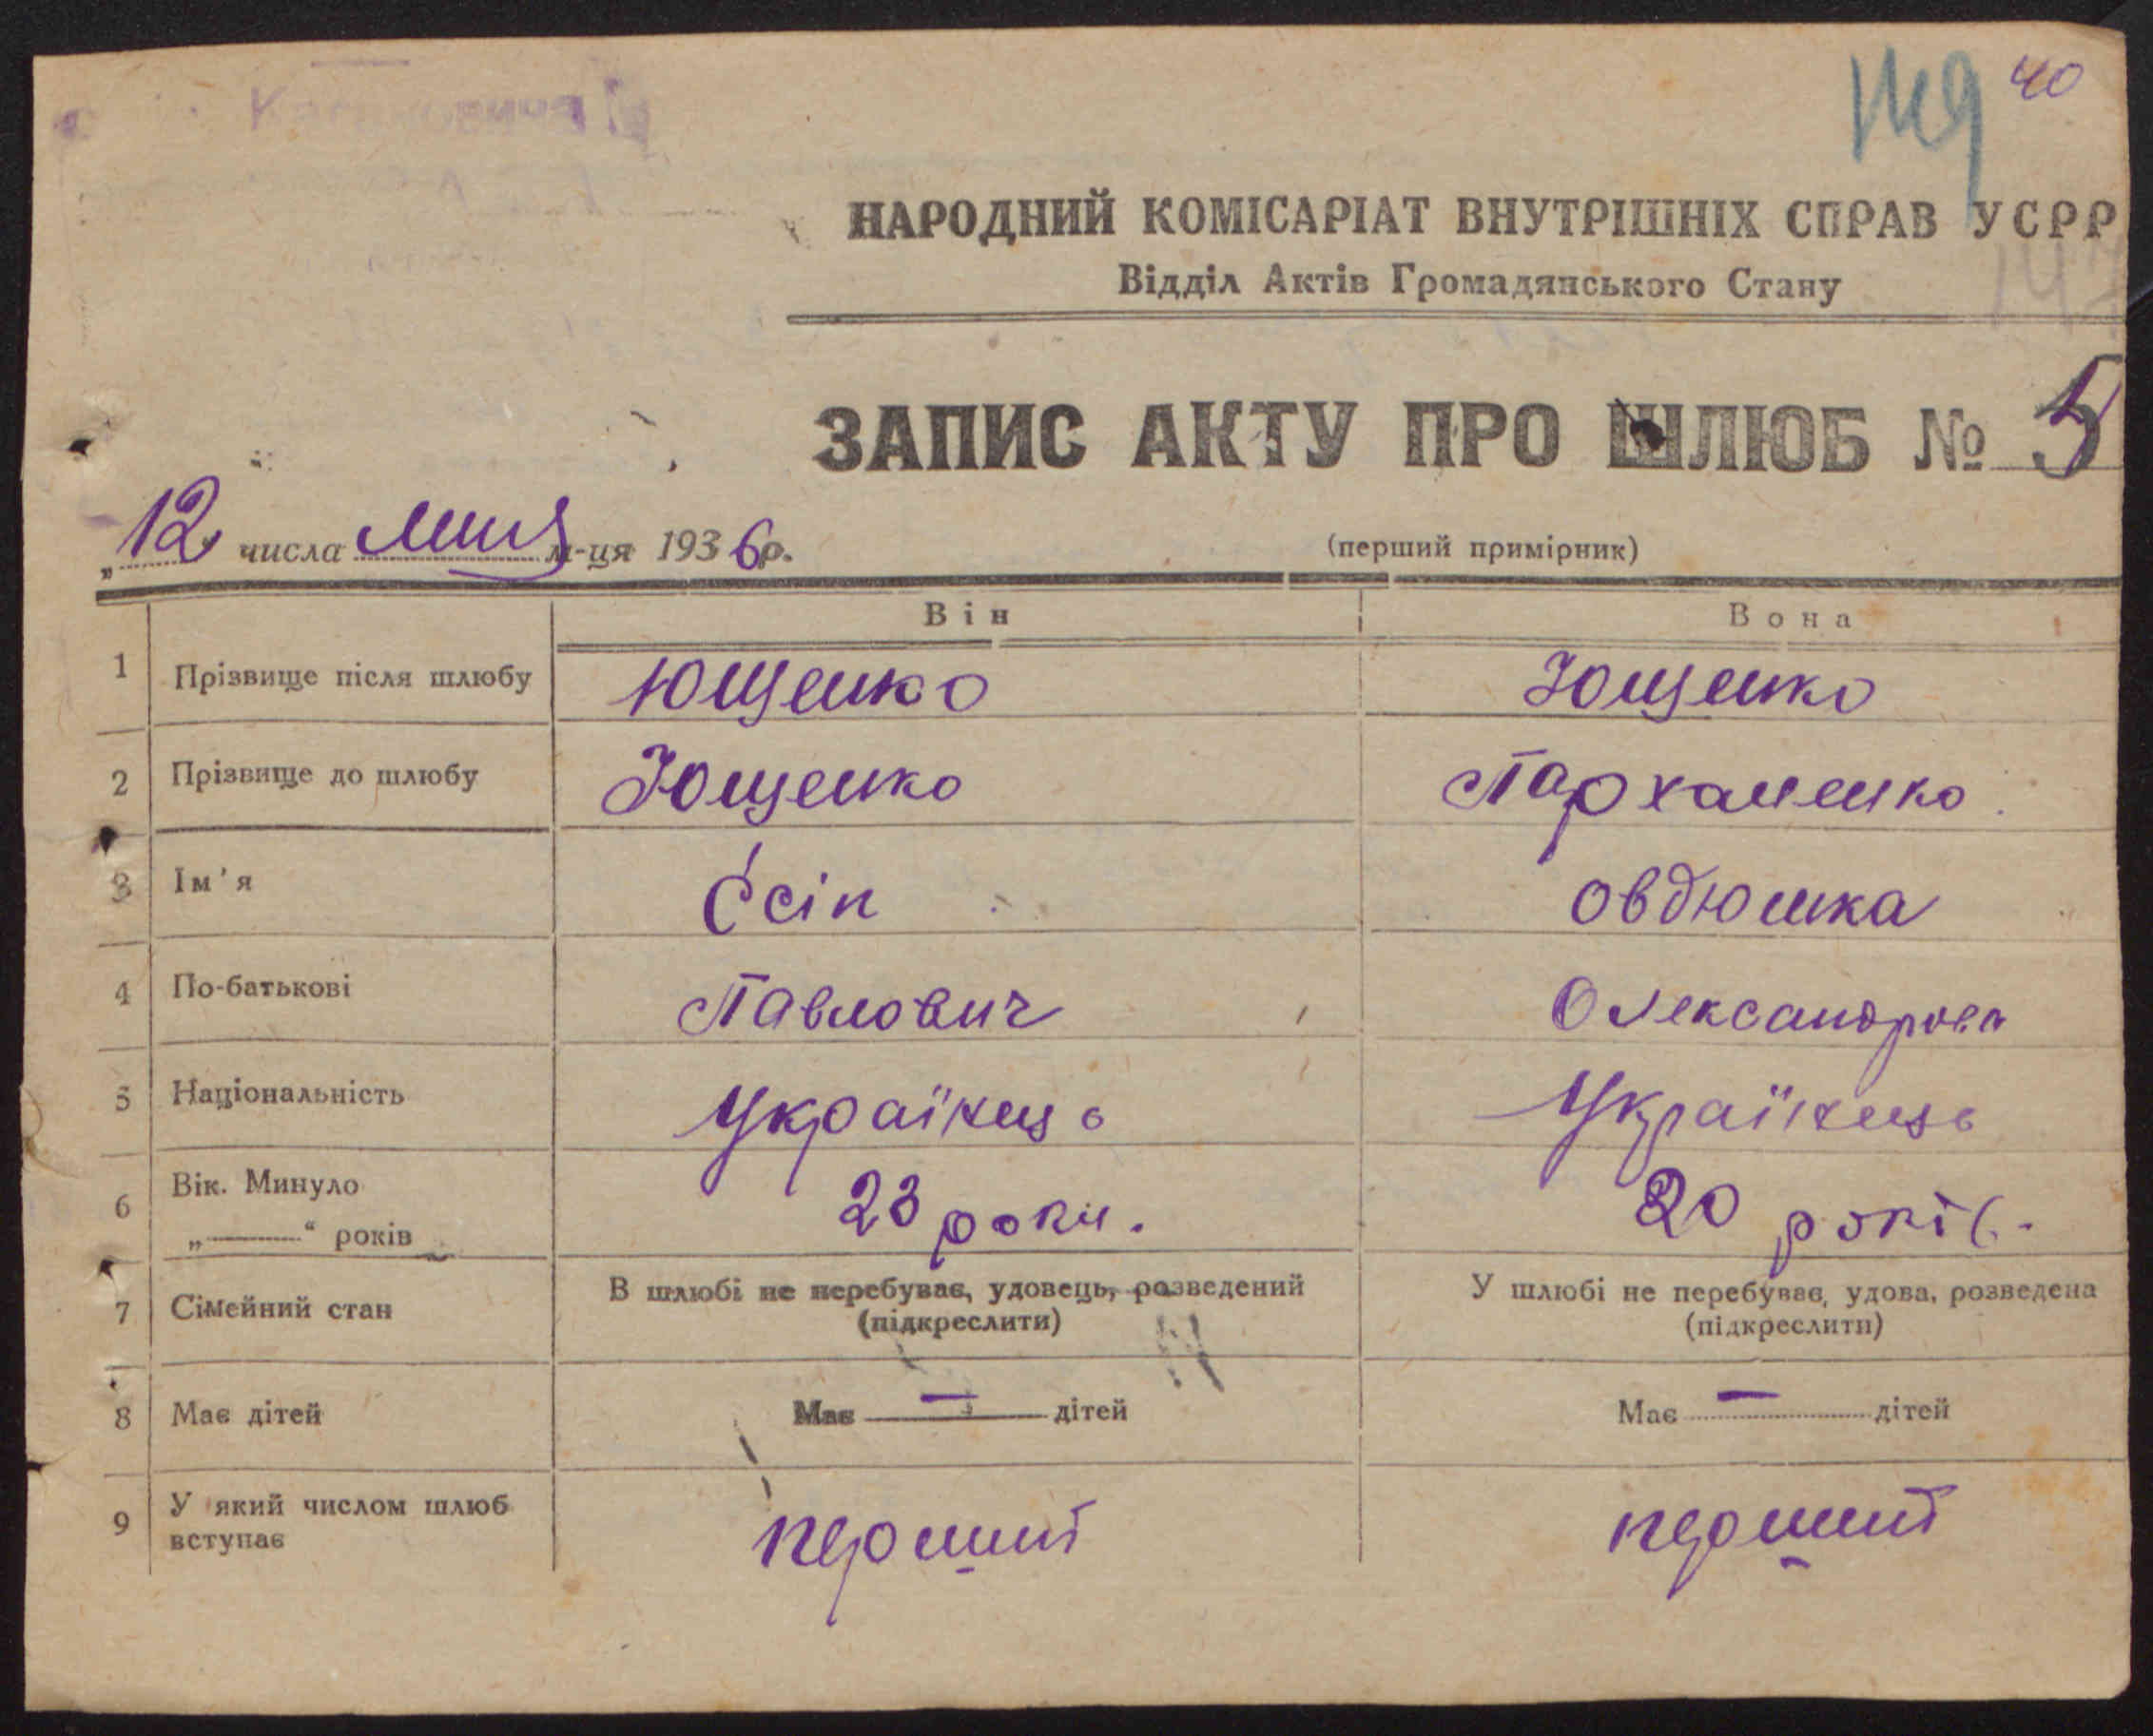 40
НАРОДНИЙ КОМІСАРІАТ ВНУТРІШНІХ СПРАВ УСРР
Відділ Актів Громадянського Стану
ЗАПИС АКТУ ПРО ШЛЮБ № 5
„12 числа м-ця 1936 р. (перший примірник)
Він Вона
1 Прізвище після шлюбу Ющенко Ющенко
2 Прізвище до шлюбу Ющенко Пархаменко
3 Ім'я Єсіп Овдюшка
4 По-батькові Павлович Олександрова
5 Національність Українець Українець
6 Вік. Минуло 23 роки. 20 років.
„———“ років
7 Сімейний стан В шлюбі не перебуває, удовець, розведений У шлюбі не перебуває, удова, розведена
(підкреслити) (підкреслити)
8 Має дітей Має — дітей Має — дітей
9 У який числом шлюб вступає перший перший